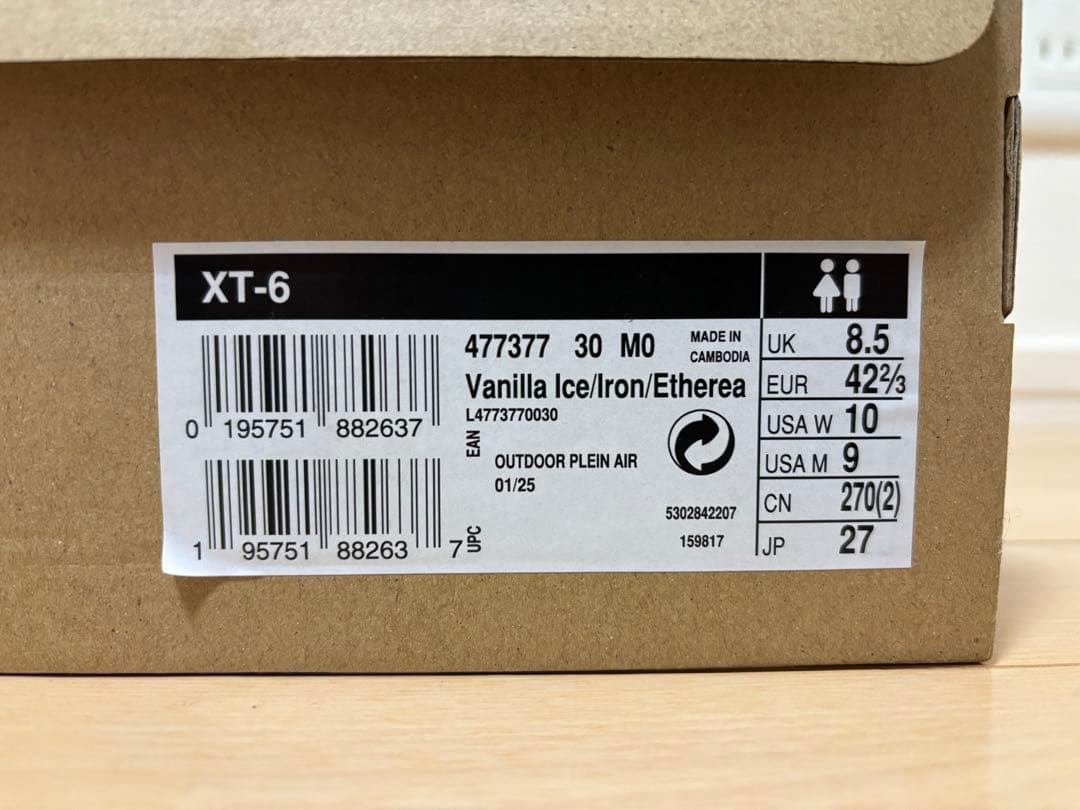 XT-6
477377 30 M0
MADE IN
CAMBODIA
Vanilla Ice/Iron/Etherea
L4773770030
0 195751 882637
EAN
OUTDOOR PLEIN AIR
01/25
5302842207
159817
1 95751 88263 7
UPC
UK 8.5
EUR 42⅔
USA W 10
USA M 9
CN 270(2)
JP 27